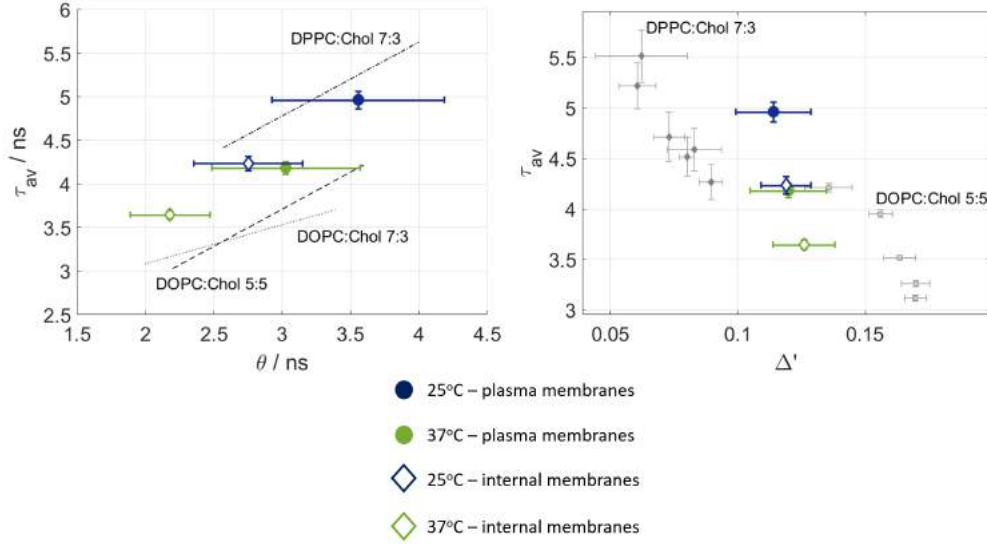 6
5.5
5
4.5
4
3.5
3
2.5
τav / ns
DPPC:Chol 7:3
DOPC:Chol 7:3
DOPC:Chol 5:5
1.5 2 2.5 3 3.5 4 4.5
θ / ns
5.5
5
4.5
4
3.5
3
τav
DPPC:Chol 7:3
DOPC:Chol 5:5
0.05 0.1 0.15
Δ'
25°C – plasma membranes
37°C – plasma membranes
25°C – internal membranes
37°C – internal membranes